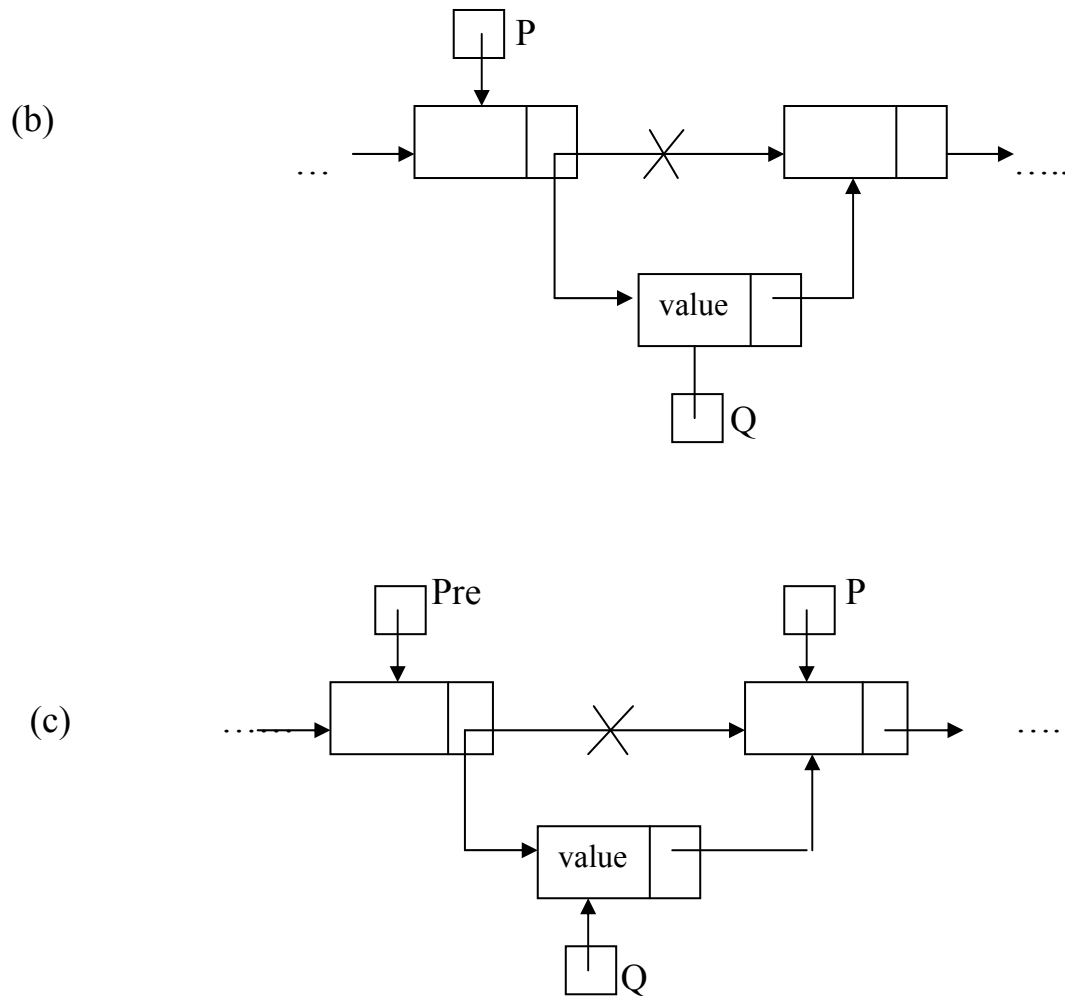 P
(b)
... .....
value
Q
Pre P
(c)
...... ....
value
Q